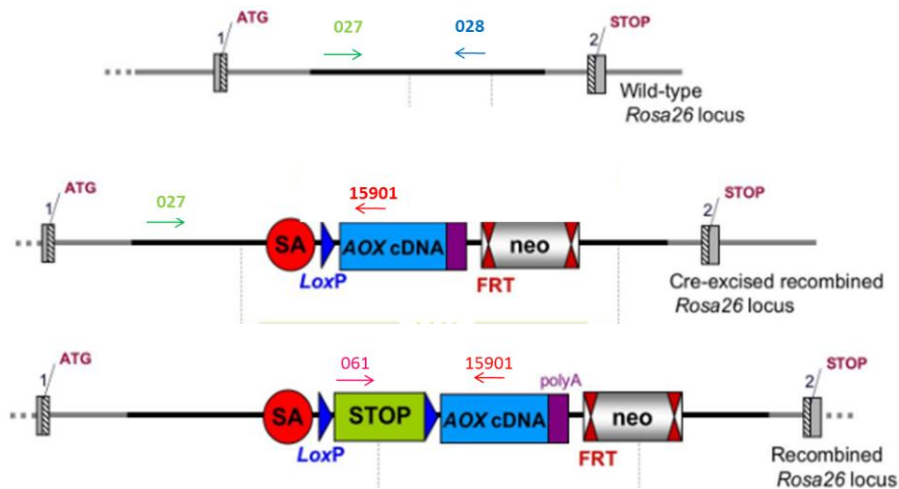 ATG
027
028
STOP
1
2
Wild-type
Rosa26 locus
ATG
1
027
15901
STOP
2
SA
AOX cDNA
neo
LoxP
FRT
Cre-excised recombined
Rosa26 locus
ATG
1
061
15901
polyA
STOP
2
SA
STOP
AOX cDNA
neo
LoxP
FRT
Recombined
Rosa26 locus